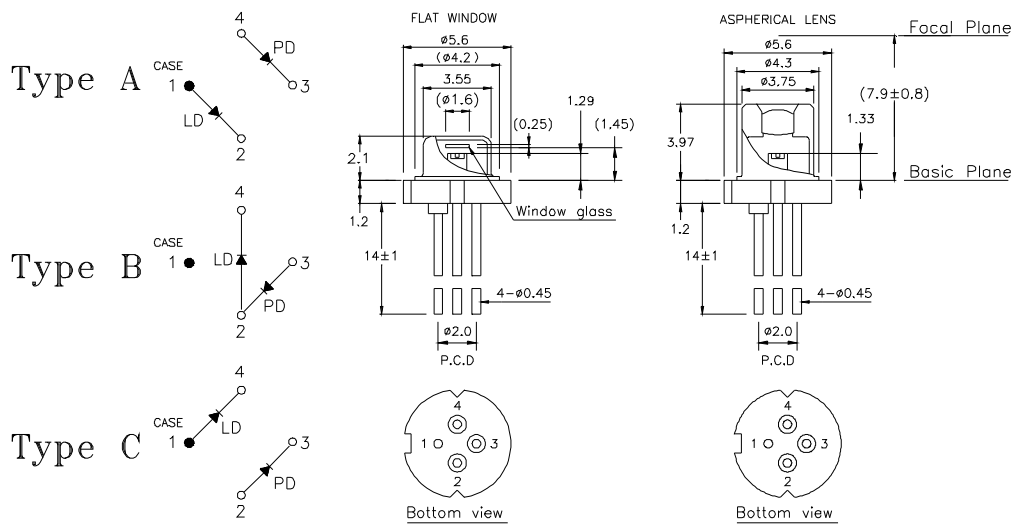 Type A
CASE
4
PD
1
3
LD
2
Type B
4
CASE
1
LD
3
PD
2
Type C
4
CASE
1
LD
3
PD
2
FLAT WINDOW
ø5.6
(ø4.2)
3.55
(ø1.6)
1.29
(0.25)
(1.45)
2.1
1.2
Window glass
14±1
4-ø0.45
ø2.0
P.C.D
4
1
3
2
Bottom view
ASPHERICAL LENS
Focal Plane
ø5.6
ø4.3
ø3.75
(7.9±0.8)
1.33
3.97
Basic Plane
1.2
14±1
4-ø0.45
ø2.0
P.C.D
4
1
3
2
Bottom view